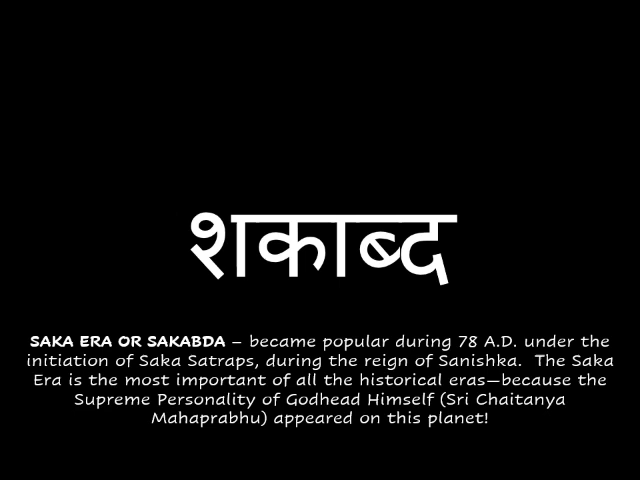 शकाब्द
SAKA ERA OR SAKABDA – became popular during 78 A.D. under the
initiation of Saka Satraps, during the reign of Sanishka. The Saka
Era is the most important of all the historical eras—because the
Supreme Personality of Godhead Himself (Sri Chaitanya
Mahaprabhu) appeared on this planet!